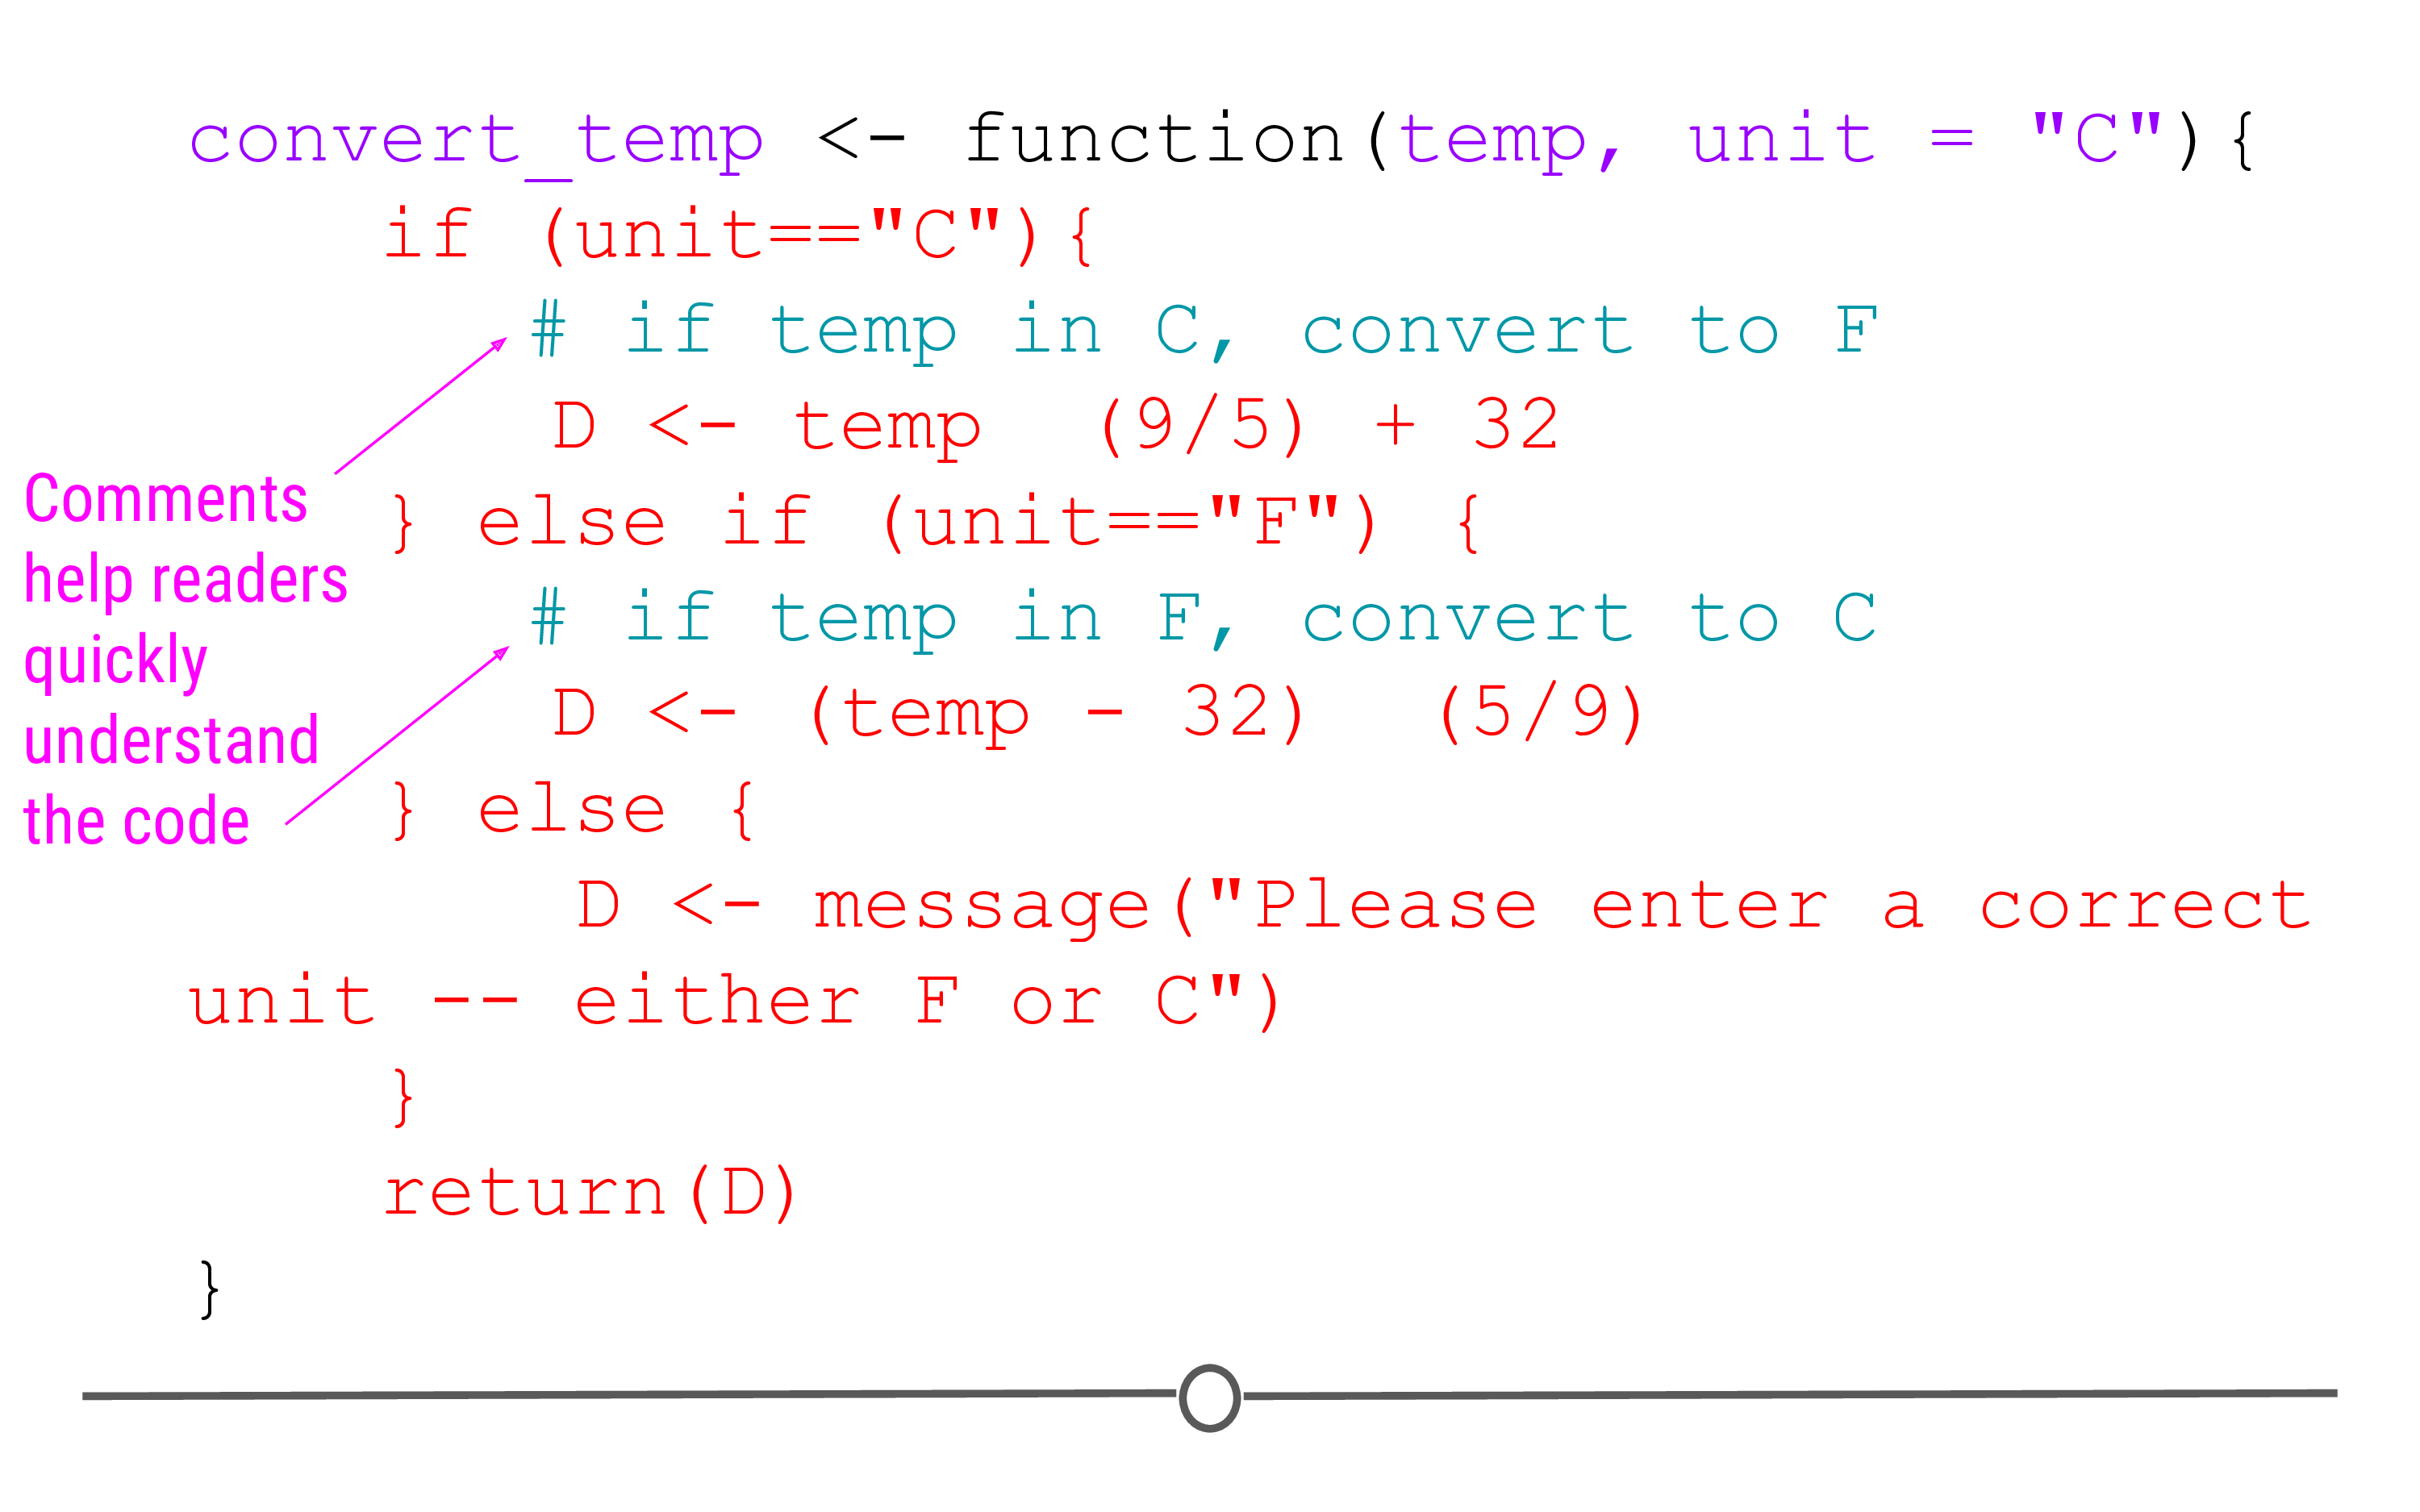 convert_temp <- function(temp, unit = "C"){
if (unit=="C"){
# if temp in C, convert to F
D <- temp (9/5) + 32
} else if (unit=="F") {
# if temp in F, convert to C
D <- (temp - 32) (5/9)
} else {
D <- message("Please enter a correct
unit -- either F or C")
}
return(D)
}
Comments
help readers
quickly
understand
the code